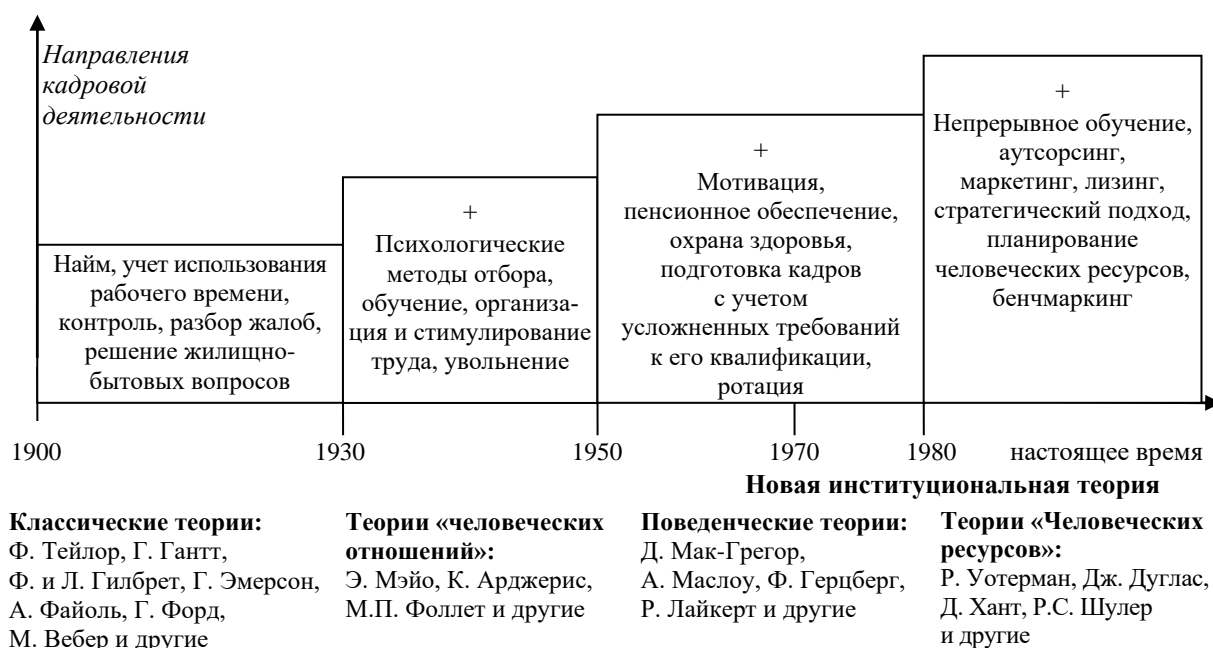 Направления
кадровой
деятельности
Найм, учет использования
рабочего времени,
контроль, разбор жалоб,
решение жилищно-
бытовых вопросов
+
Психологические
методы отбора,
обучение, организа-
ция и стимулирование
труда, увольнение
+
Мотивация,
пенсионное обеспечение,
охрана здоровья,
подготовка кадров
с учетом
усложненных требований
к его квалификации,
ротация
+
Непрерывное обучение,
аутсорсинг,
маркетинг, лизинг,
стратегический подход,
планирование
человеческих ресурсов,
бенчмаркинг
1900 1930 1950 1970 1980 настоящее время
Новая институциональная теория
Классические теории:
Ф. Тейлор, Г. Гантт,
Ф. и Л. Гилбрет, Г. Эмерсон,
А. Файоль, Г. Форд,
М. Вебер и другие
Теории «человеческих
отношений»:
Э. Мэйо, К. Арджерис,
М.П. Фоллет и другие
Поведенческие теории:
Д. Мак-Грегор,
А. Маслоу, Ф. Герцберг,
Р. Лайкерт и другие
Теории «Человеческих
ресурсов»:
Р. Уотерман, Дж. Дуглас,
Д. Хант, Р.С. Шулер
и другие